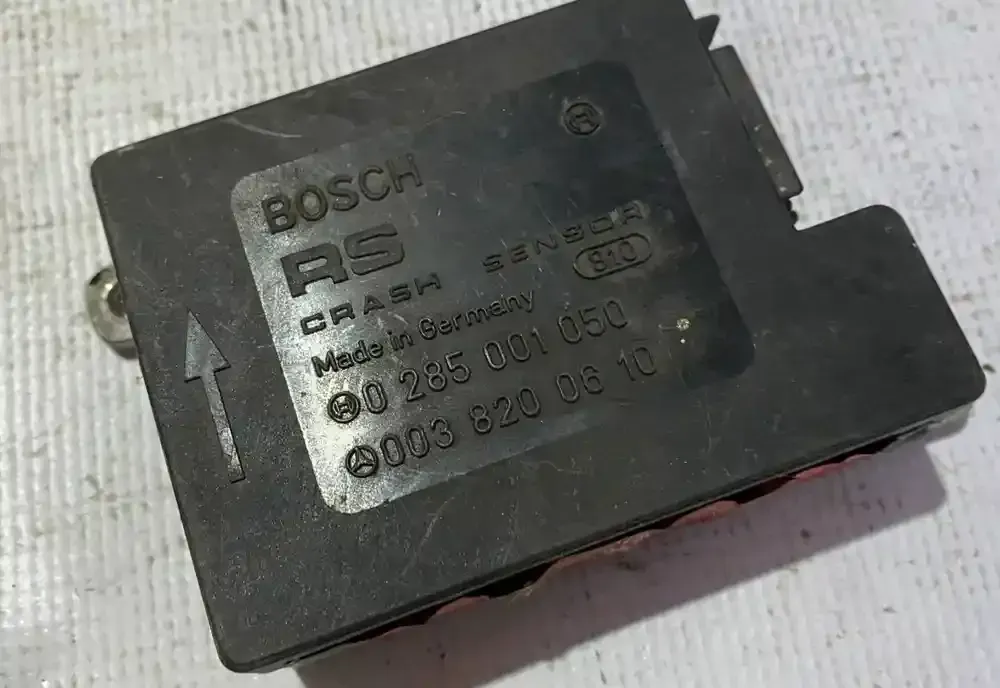 BOSCH
RS
CRASH SENSOR
810
Made in Germany
0 285 001 050
003 820 06 10